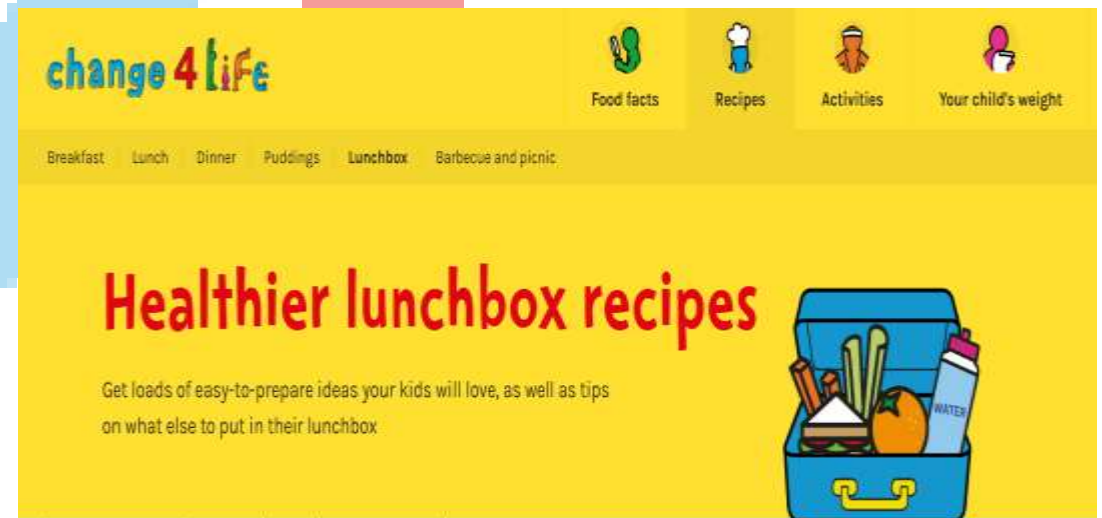 change 4 LiFE
Food facts
Recipes
Activities
Your child's weight
Breakfast Lunch Dinner Puddings Lunchbox Barbecue and picnic
Healthier lunchbox recipes
Get loads of easy-to-prepare ideas your kids will love, as well as tips
on what else to put in their lunchbox
WATER